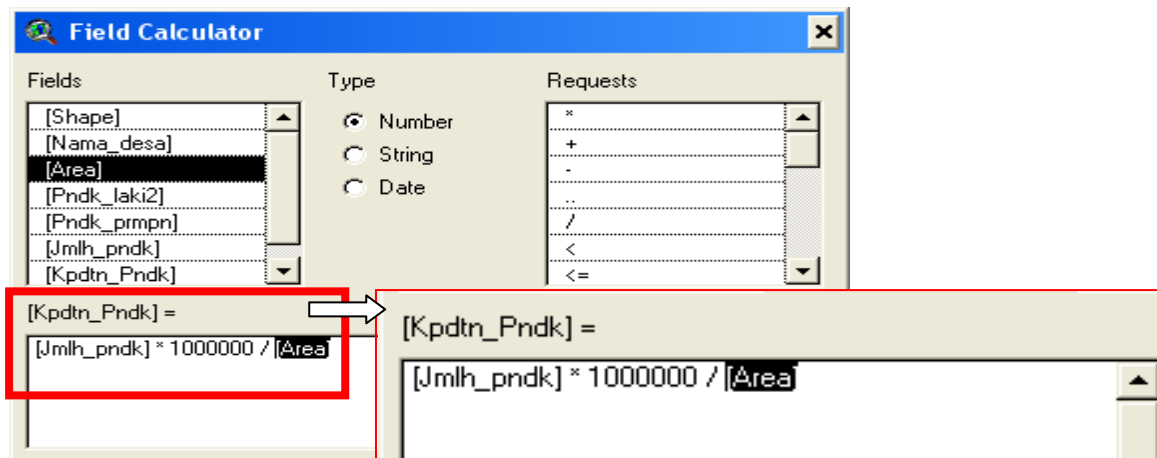 Field Calculator
Fields
Type
Requests
[Shape]
[Nama_desa]
[Area]
[Pndk_laki2]
[Pndk_prmpn]
[Jmlh_pndk]
[Kpdtn_Pndk]
Number
String
Date
*
+
-
..
/
<
<=
[Kpdtn_Pndk] =
[Jmlh_pndk] * 1000000 / [Area]
[Kpdtn_Pndk] =
[Jmlh_pndk] * 1000000 / [Area]